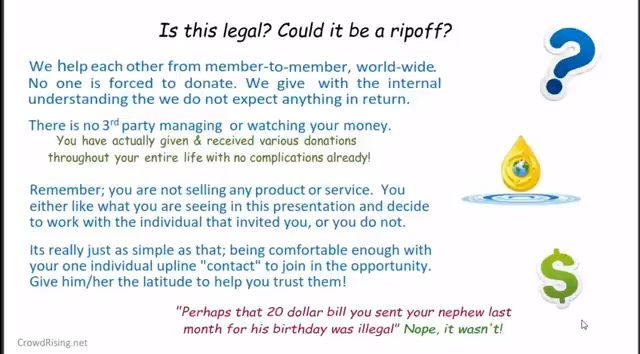 Is this legal? Could it be a ripoff?
We help each other from member-to-member, world-wide.
No one is forced to donate. We give with the internal
understanding the we do not expect anything in return.
There is no 3rd party managing or watching your money.
You have actually given & received various donations
throughout your entire life with no complications already!
Remember; you are not selling any product or service. You
either like what you are seeing in this presentation and decide
to work with the individual that invited you, or you do not.
Its really just as simple as that; being comfortable enough with
your one individual upline "contact" to join in the opportunity.
Give him/her the latitude to help you trust them!
"Perhaps that 20 dollar bill you sent your nephew last
month for his birthday was illegal" Nope, it wasn't!
CrowdRising.net